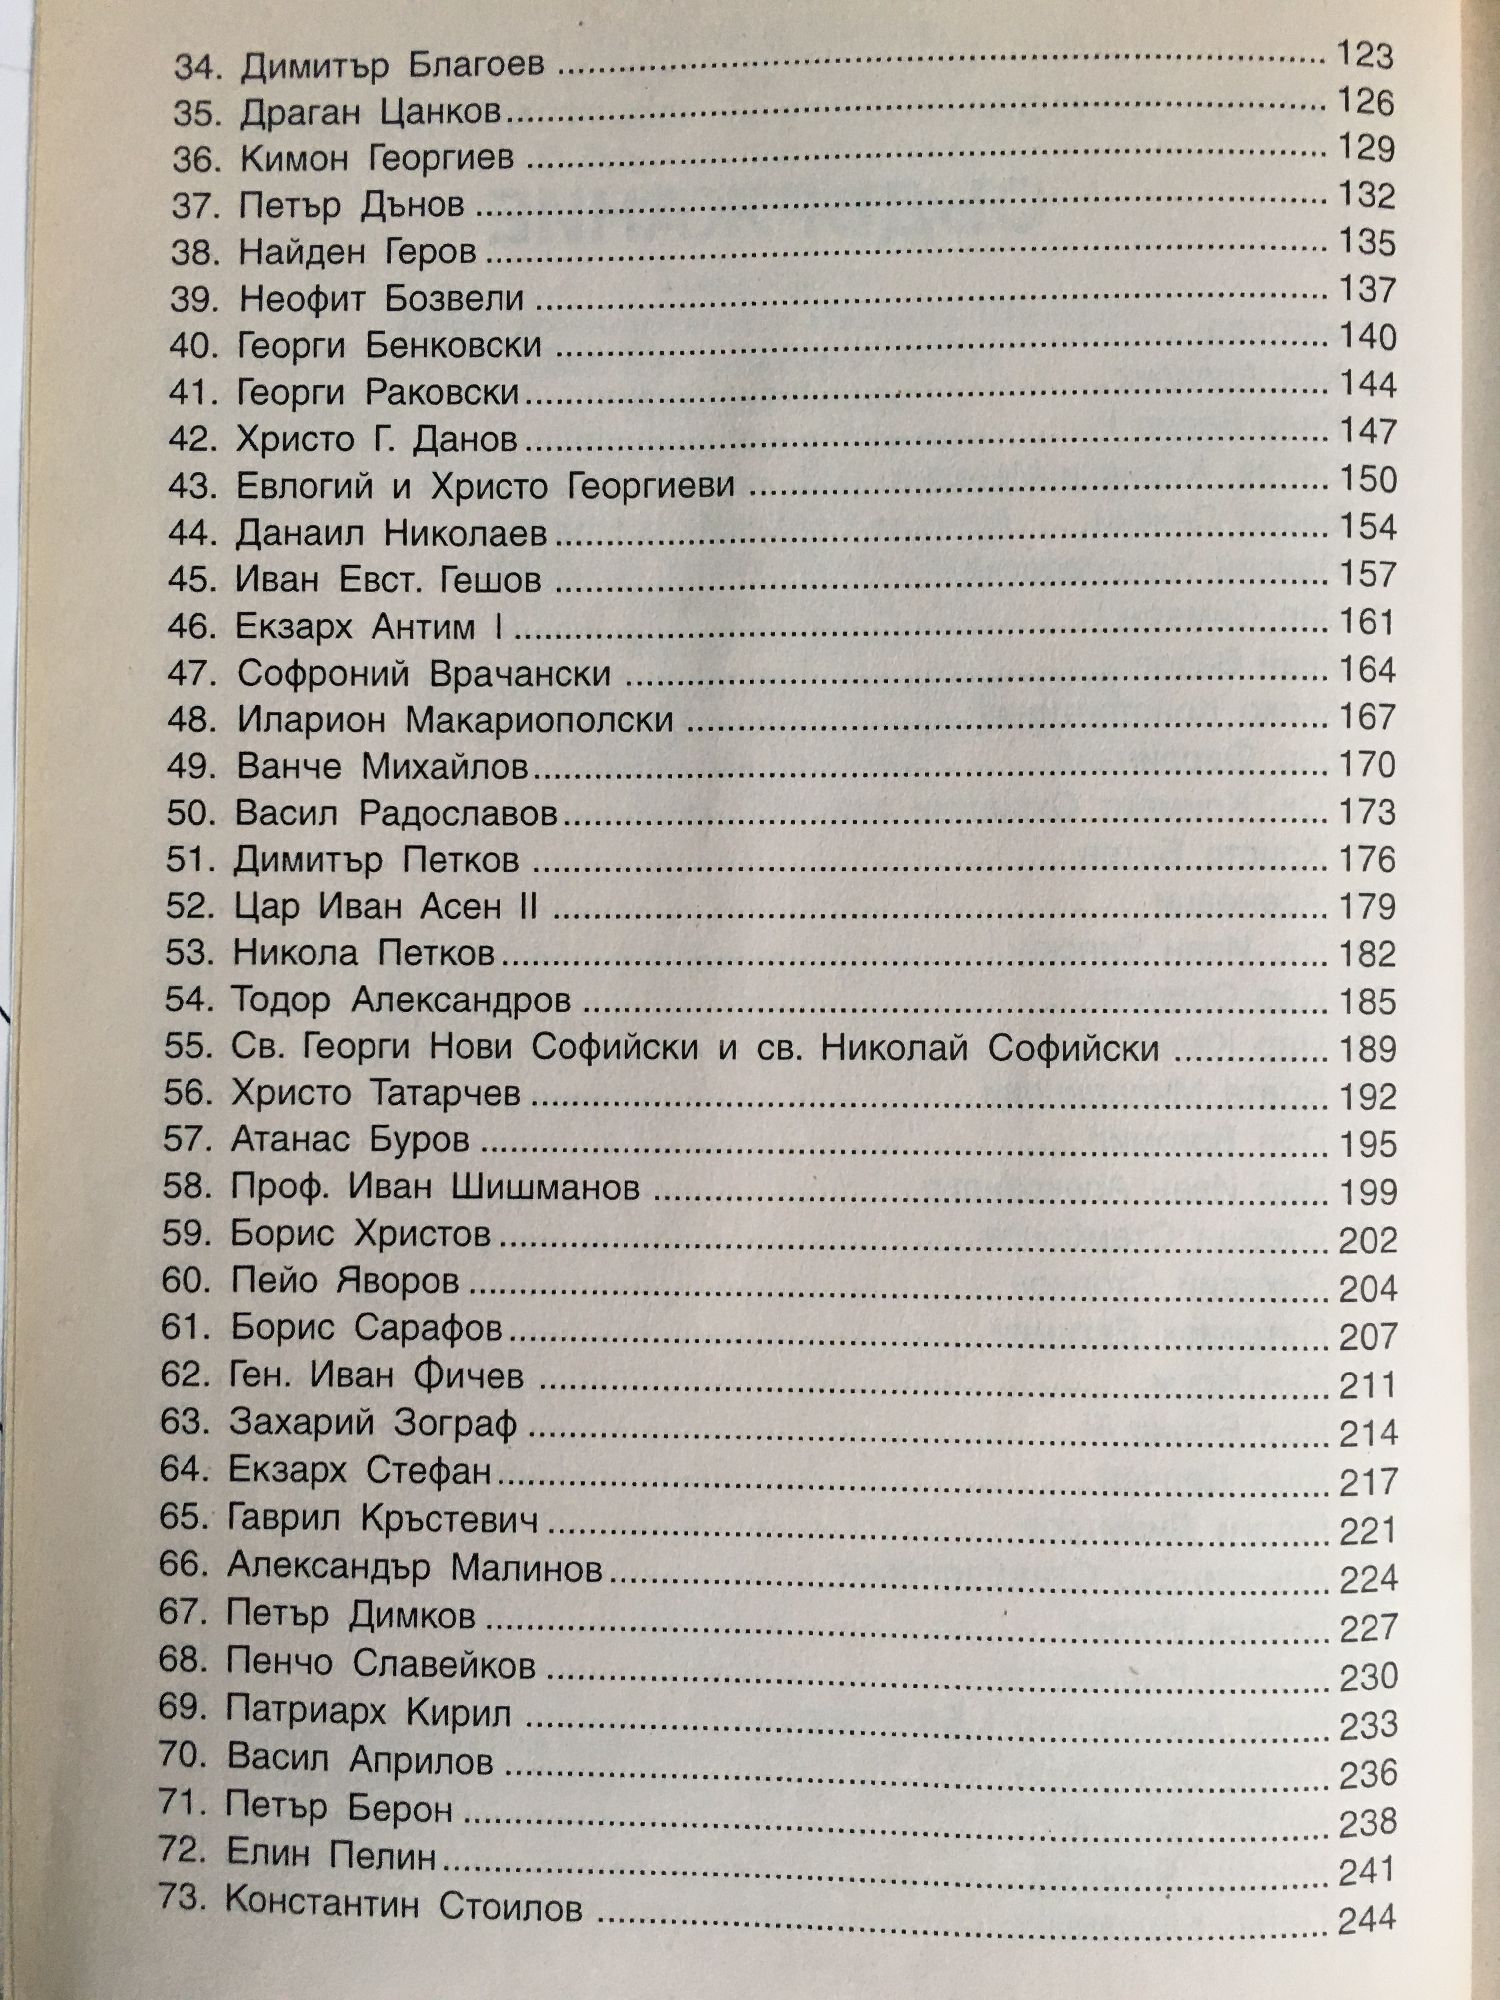 34. Димитър Благоев ........................ 123
35. Драган Цанков ........................ 126
36. Кимон Георгиев ........................ 129
37. Петър Дънов ........................ 132
38. Найден Геров ........................ 135
39. Неофит Бозвели ........................ 137
40. Георги Бенковски ........................ 140
41. Георги Раковски ........................ 144
42. Христо Г. Данов ........................ 147
43. Евлогий и Христо Георгиеви ........................ 150
44. Данаил Николаев ........................ 154
45. Иван Евст. Гешов ........................ 157
46. Екзарх Антим I ........................ 161
47. Софроний Врачански ........................ 164
48. Иларион Макариополски ........................ 167
49. Ванче Михайлов ........................ 170
50. Васил Радославов ........................ 173
51. Димитър Петков ........................ 176
52. Цар Иван Асен II ........................ 179
53. Никола Петков ........................ 182
54. Тодор Александров ........................ 185
55. Св. Георги Нови Софийски и св. Николай Софийски ............ 189
56. Христо Татарчев ........................ 192
57. Атанас Буров ........................ 195
58. Проф. Иван Шишманов ........................ 199
59. Борис Христов ........................ 202
60. Пейо Яворов ........................ 204
61. Борис Сарафов ........................ 207
62. Ген. Иван Фичев ........................ 211
63. Захарий Зограф ........................ 214
64. Екзарх Стефан ........................ 217
65. Гаврил Кръстевич ........................ 221
66. Александър Малинов ........................ 224
67. Петър Димков ........................ 227
68. Пенчо Славейков ........................ 230
69. Патриарх Кирил ........................ 233
70. Васил Априлов ........................ 236
71. Петър Берон ........................ 238
72. Елин Пелин ........................ 241
73. Константин Стоилов ........................ 244